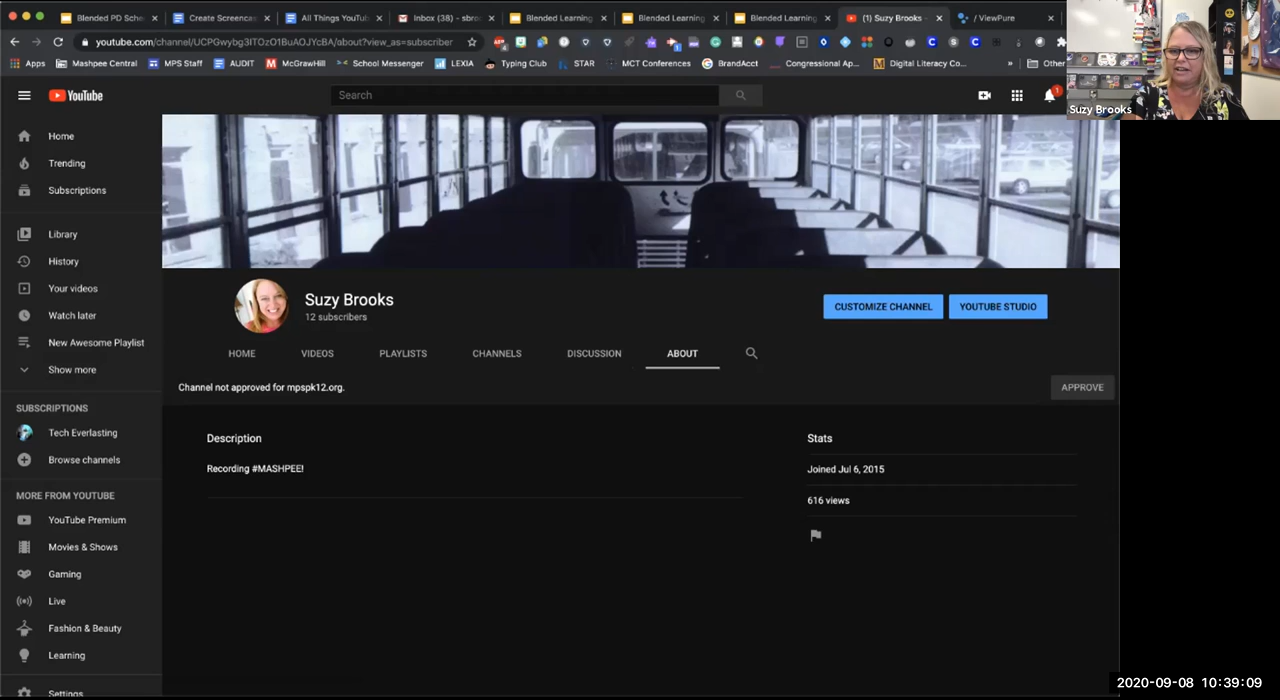 Blended PD Sche
Create Screencas
All Things YouTub
Inbox (38) - sbroo
Blended Learning
Blended Learning
Blended Learning
(1) Suzy Brooks -
/ ViewPure
youtube.com/channel/UCPGwybg3ITOzO1BuAOJYcBA/about?view_as=subscriber
Apps
Mashpee Central
MPS Staff
AUDIT
McGrawHill
School Messenger
LEXIA
Typing Club
STAR
MCT Conferences
BrandAcct
Congressional Ap...
Digital Literacy Co...
»
Other
Suzy Brooks
YouTube
Search
1
Home
Trending
Subscriptions
Library
History
Your videos
Watch later
New Awesome Playlist
Show more
SUBSCRIPTIONS
Tech Everlasting
Browse channels
MORE FROM YOUTUBE
YouTube Premium
Movies & Shows
Gaming
Live
Fashion & Beauty
Learning
Settings
Suzy Brooks
12 subscribers
CUSTOMIZE CHANNEL
YOUTUBE STUDIO
HOME
VIDEOS
PLAYLISTS
CHANNELS
DISCUSSION
ABOUT
Channel not approved for mpspk12.org.
APPROVE
Description
Recording #MASHPEE!
Stats
Joined Jul 6, 2015
616 views
2020-09-08 10:39:09